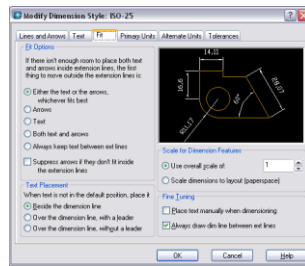 Modify Dimension Style: ISO-25
Lines and Arrows
Text
Fit
Primary Units
Alternate Units
Tolerances
Fit Options
If there isn't enough room to place both text and arrows inside extension lines, the first thing to move outside the extension lines is:
Either the text or the arrows, whichever fits best
Arrows
Text
Both text and arrows
Always keep text between ext lines
Suppress arrows if they don't fit inside the extension lines
Text Placement
When text is not in the default position, place it
Beside the dimension line
Over the dimension line, with a leader
Over the dimension line, without a leader
14,11
16,6
60°
R11,17
Scale for Dimension Features
Use overall scale of:
1
Scale dimensions to layout (paperspace)
Fine Tuning
Place text manually when dimensioning
Always draw dim line between ext lines
OK
Cancel
Help